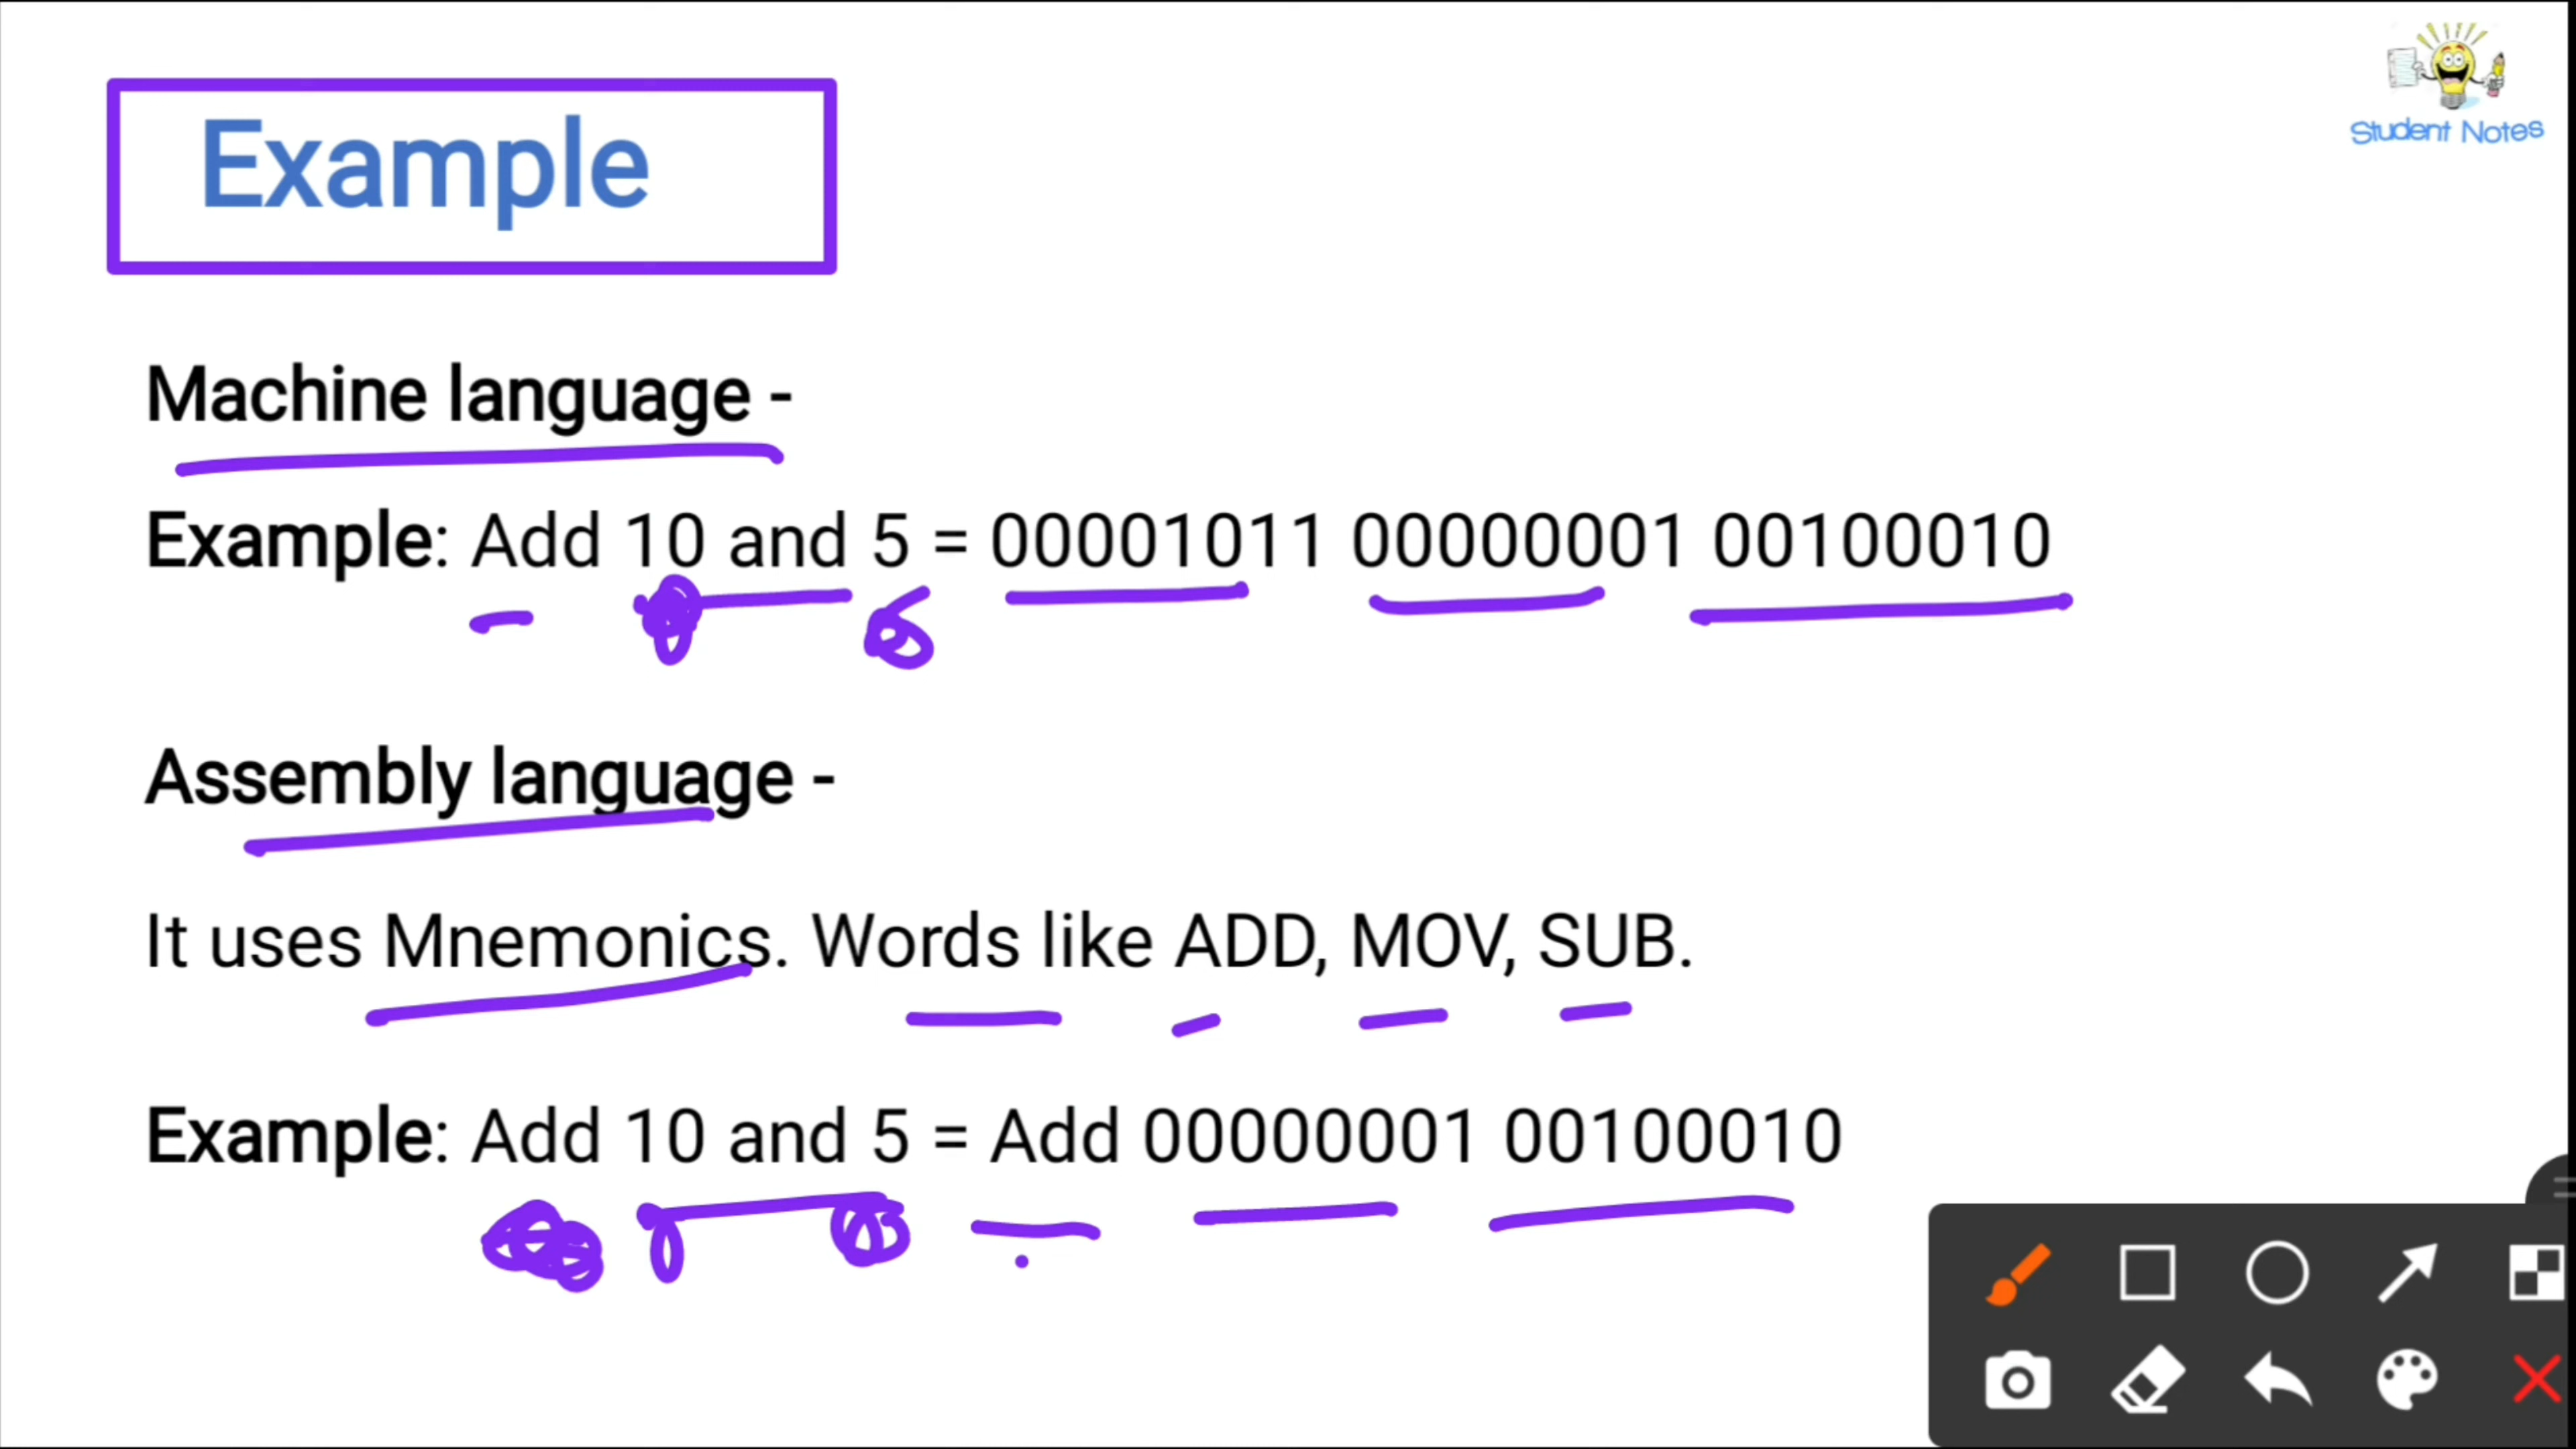 Student Notes
Example
Machine language -
Example: Add 10 and 5 = 00001011 00000001 00100010
Assembly language -
It uses Mnemonics. Words like ADD, MOV, SUB.
Example: Add 10 and 5 = Add 00000001 00100010